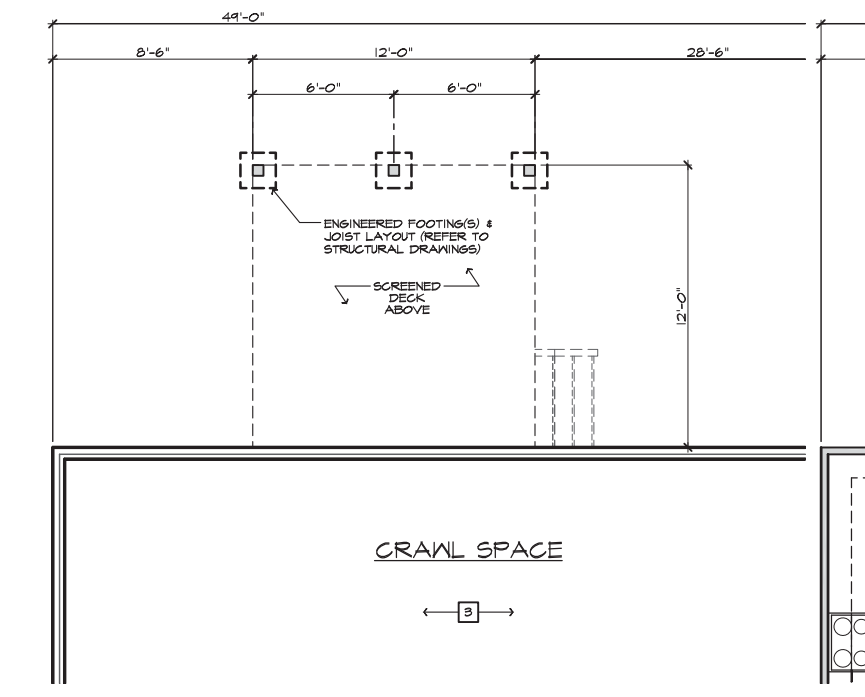 49'-0"
8'-6" 12'-0" 28'-6"
6'-0" 6'-0"
ENGINEERED FOOTING(S) &
JOIST LAYOUT (REFER TO
STRUCTURAL DRAWINGS)
SCREENED
DECK
ABOVE
12'-0"
CRAWL SPACE
3